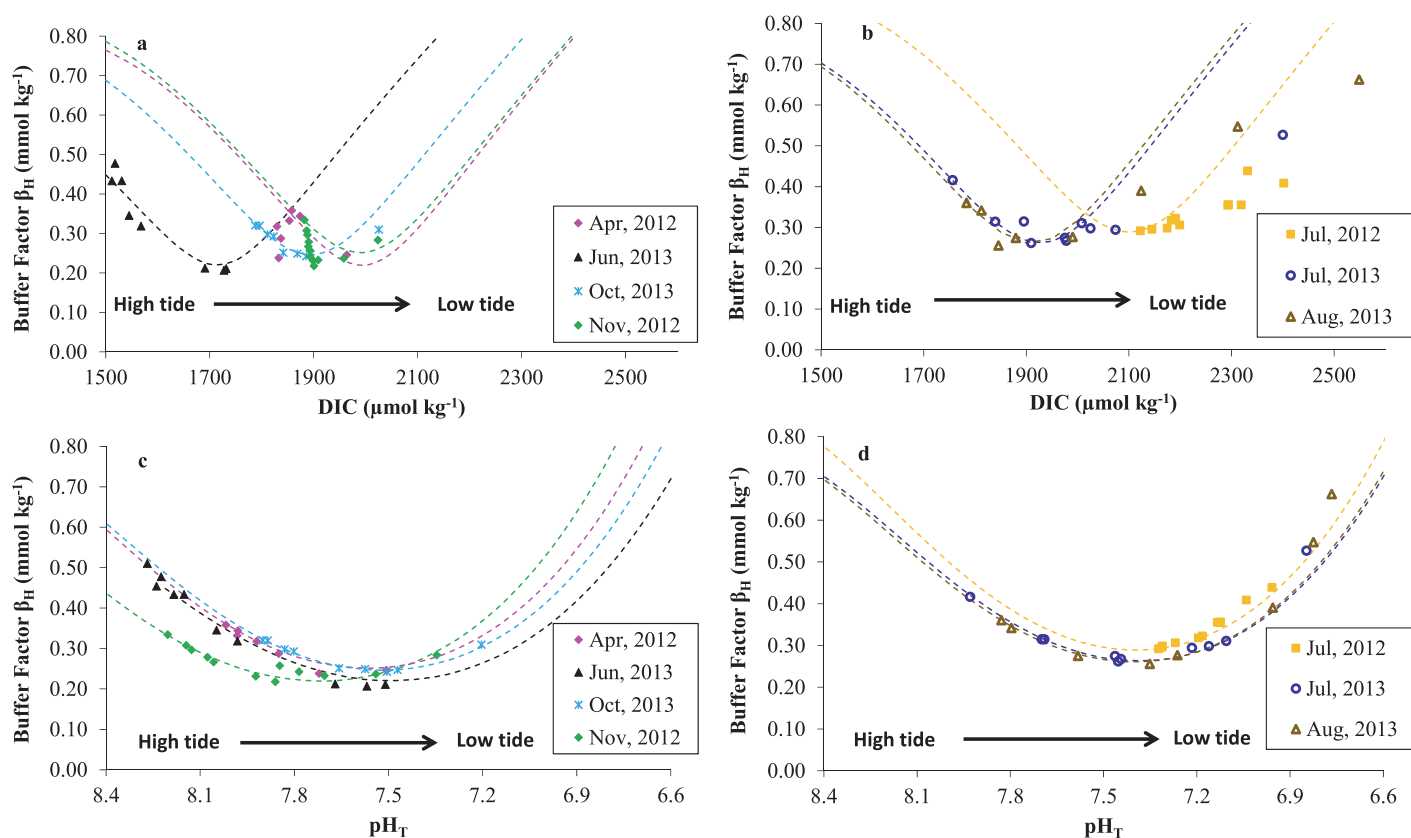 a
Buffer Factor βH (mmol kg-1)
0.80
0.70
0.60
0.50
0.40
0.30
0.20
0.10
0.00
High tide
Low tide
Apr, 2012
Jun, 2013
Oct, 2013
Nov, 2012
1500
1700
1900
2100
2300
2500
DIC (µmol kg-1)
b
Buffer Factor βH (mmol kg-1)
0.80
0.70
0.60
0.50
0.40
0.30
0.20
0.10
0.00
High tide
Low tide
Jul, 2012
Jul, 2013
Aug, 2013
1500
1700
1900
2100
2300
2500
DIC (µmol kg-1)
c
Buffer Factor βH (mmol kg-1)
0.80
0.70
0.60
0.50
0.40
0.30
0.20
0.10
0.00
High tide
Low tide
Apr, 2012
Jun, 2013
Oct, 2013
Nov, 2012
8.4
8.1
7.8
7.5
7.2
6.9
6.6
pHT
d
Buffer Factor βH (mmol kg-1)
0.80
0.70
0.60
0.50
0.40
0.30
0.20
0.10
0.00
High tide
Low tide
Jul, 2012
Jul, 2013
Aug, 2013
8.4
8.1
7.8
7.5
7.2
6.9
6.6
pHT